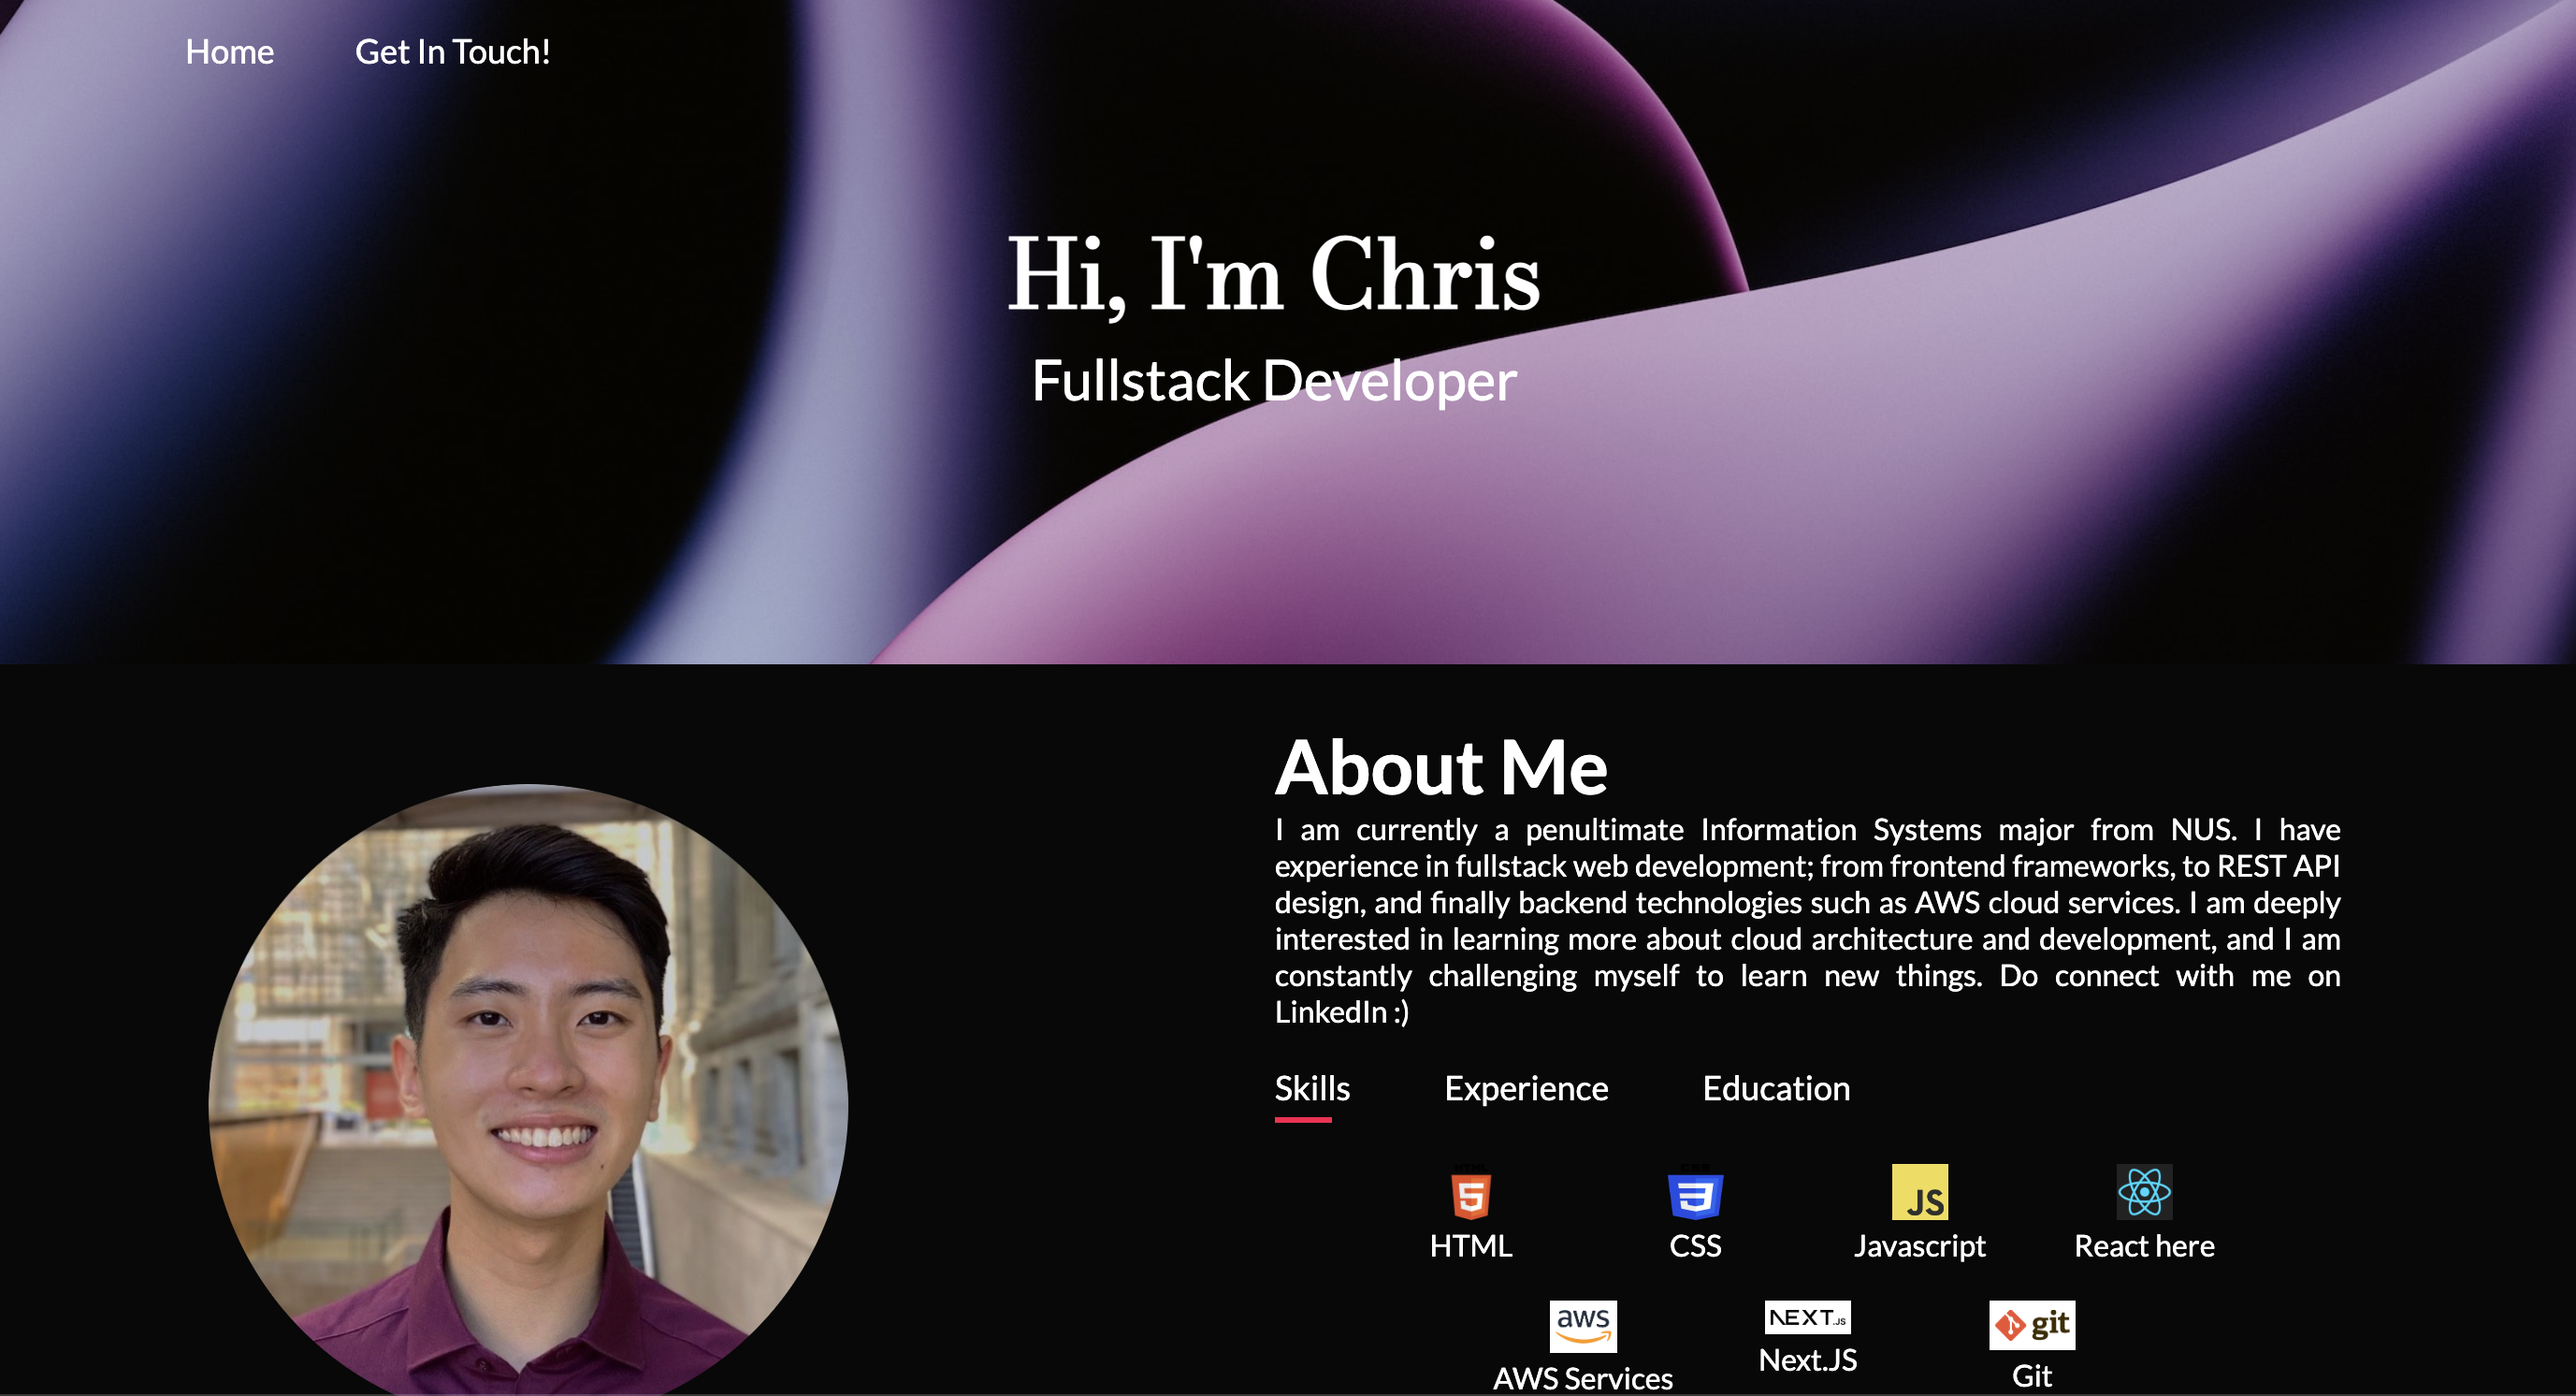 Home Get In Touch!
Hi, I'm Chris
Fullstack Developer
About Me
I am currently a penultimate Information Systems major from NUS. I have
experience in fullstack web development; from frontend frameworks, to REST API
design, and finally backend technologies such as AWS cloud services. I am deeply
interested in learning more about cloud architecture and development, and I am
constantly challenging myself to learn new things. Do connect with me on
LinkedIn :)
Skills Experience Education
HTML CSS
5 3 JS
HTML CSS Javascript React here
aws NEXT.JS git
AWS Services Next.JS Git